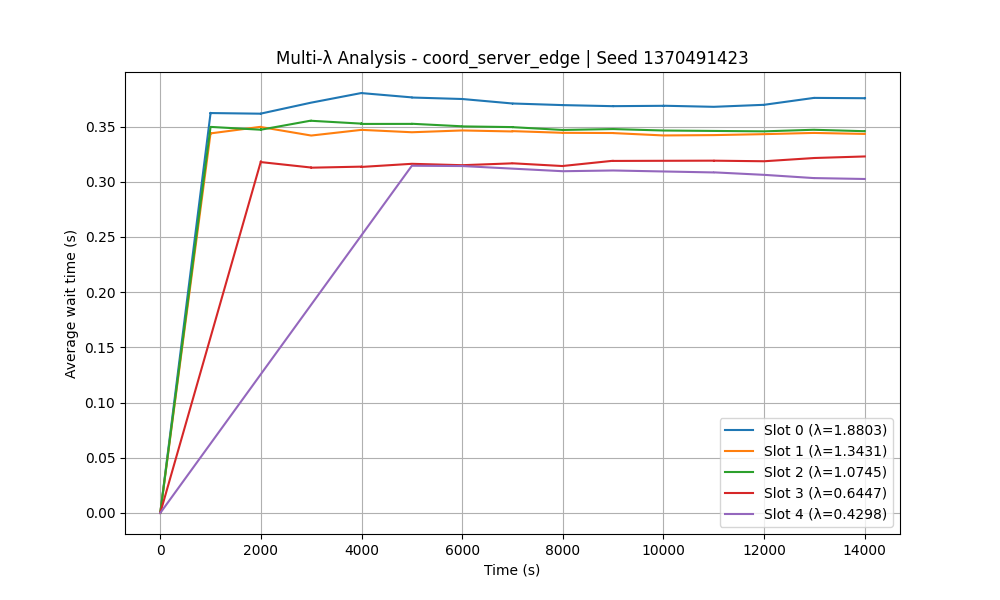 Multi-λ Analysis - coord_server_edge | Seed 1370491423
Average wait time (s)
0.35
0.30
0.25
0.20
0.15
0.10
0.05
0.00
Slot 0 (λ=1.8803)
Slot 1 (λ=1.3431)
Slot 2 (λ=1.0745)
Slot 3 (λ=0.6447)
Slot 4 (λ=0.4298)
0 2000 4000 6000 8000 10000 12000 14000
Time (s)